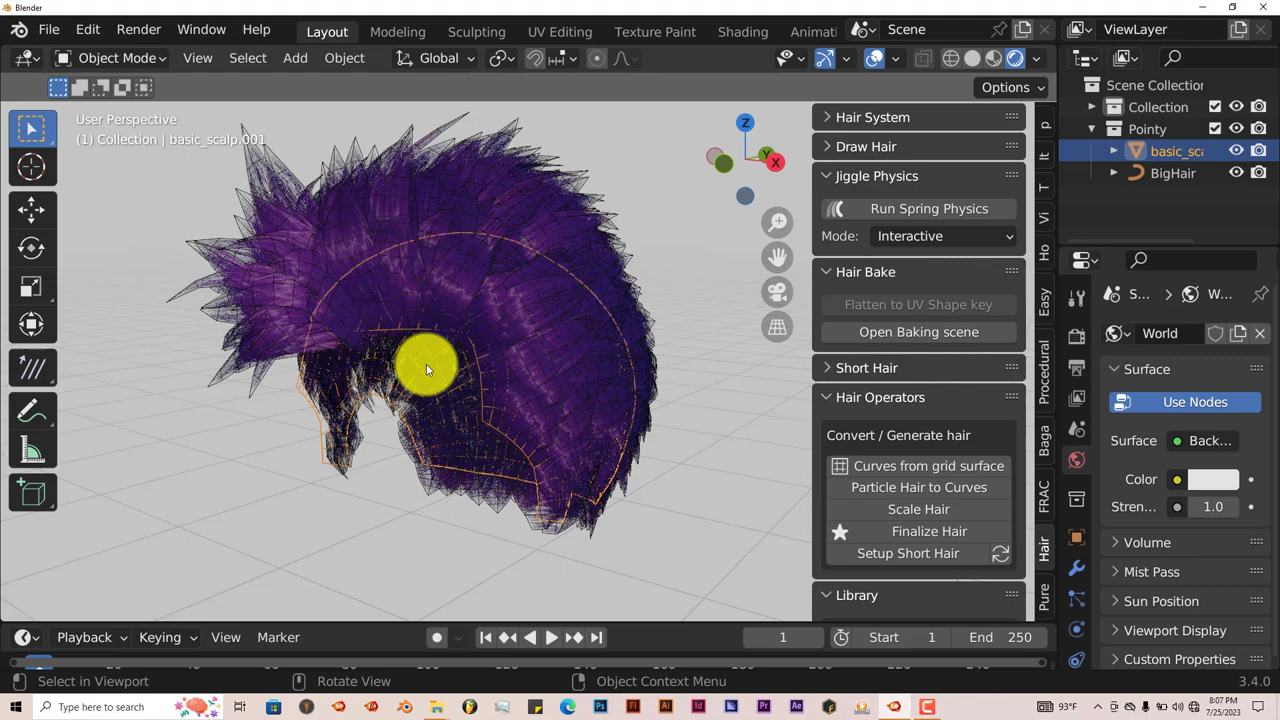 Blender
File Edit Render Window Help
Layout Modeling Sculpting UV Editing Texture Paint Shading Animati
Scene
ViewLayer
Object Mode View Select Add Object Global
Options
User Perspective
(1) Collection | basic_scalp.001
Z
Y
X
Hair System
Draw Hair
Jiggle Physics
Run Spring Physics
Mode: Interactive
Hair Bake
Flatten to UV Shape key
Open Baking scene
Short Hair
Hair Operators
Convert / Generate hair
Curves from grid surface
Particle Hair to Curves
Scale Hair
Finalize Hair
Setup Short Hair
Library
p
It
T
Vi
Ho
Easy
Procedural
Baga
FRAC
Hair
Pure
Scene Collection
Collection
Pointy
basic_sca
BigHair
S... W...
World
Surface
Use Nodes
Surface Back...
Color
Stren... 1.0
Volume
Mist Pass
Sun Position
Viewport Display
Custom Properties
Playback Keying View Marker
1 Start 1 End 250
Select in Viewport Rotate View Object Context Menu 3.4.0
Type here to search
93°F
8:07 PM
7/25/2023